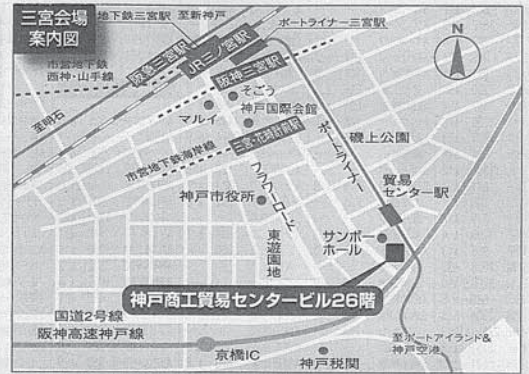 三宮会場
案内図
地下鉄三宮駅
至新神戸
ポートライナー三宮駅
阪急三宮駅
JR三ノ宮駅
阪神三宮駅
市営地下鉄
西神・山手線
至明石
そごう
マルイ
神戸国際会館
三宮・花時計前駅
市営地下鉄海岸線
ポートライナー
磯上公園
貿易
センター駅
神戸市役所
フラワーロード
東遊園地
サンボー
ホール
神戸商工貿易センタービル26階
国道2号線
阪神高速神戸線
京橋IC
神戸税関
至ポートアイランド&
神戸空港
N